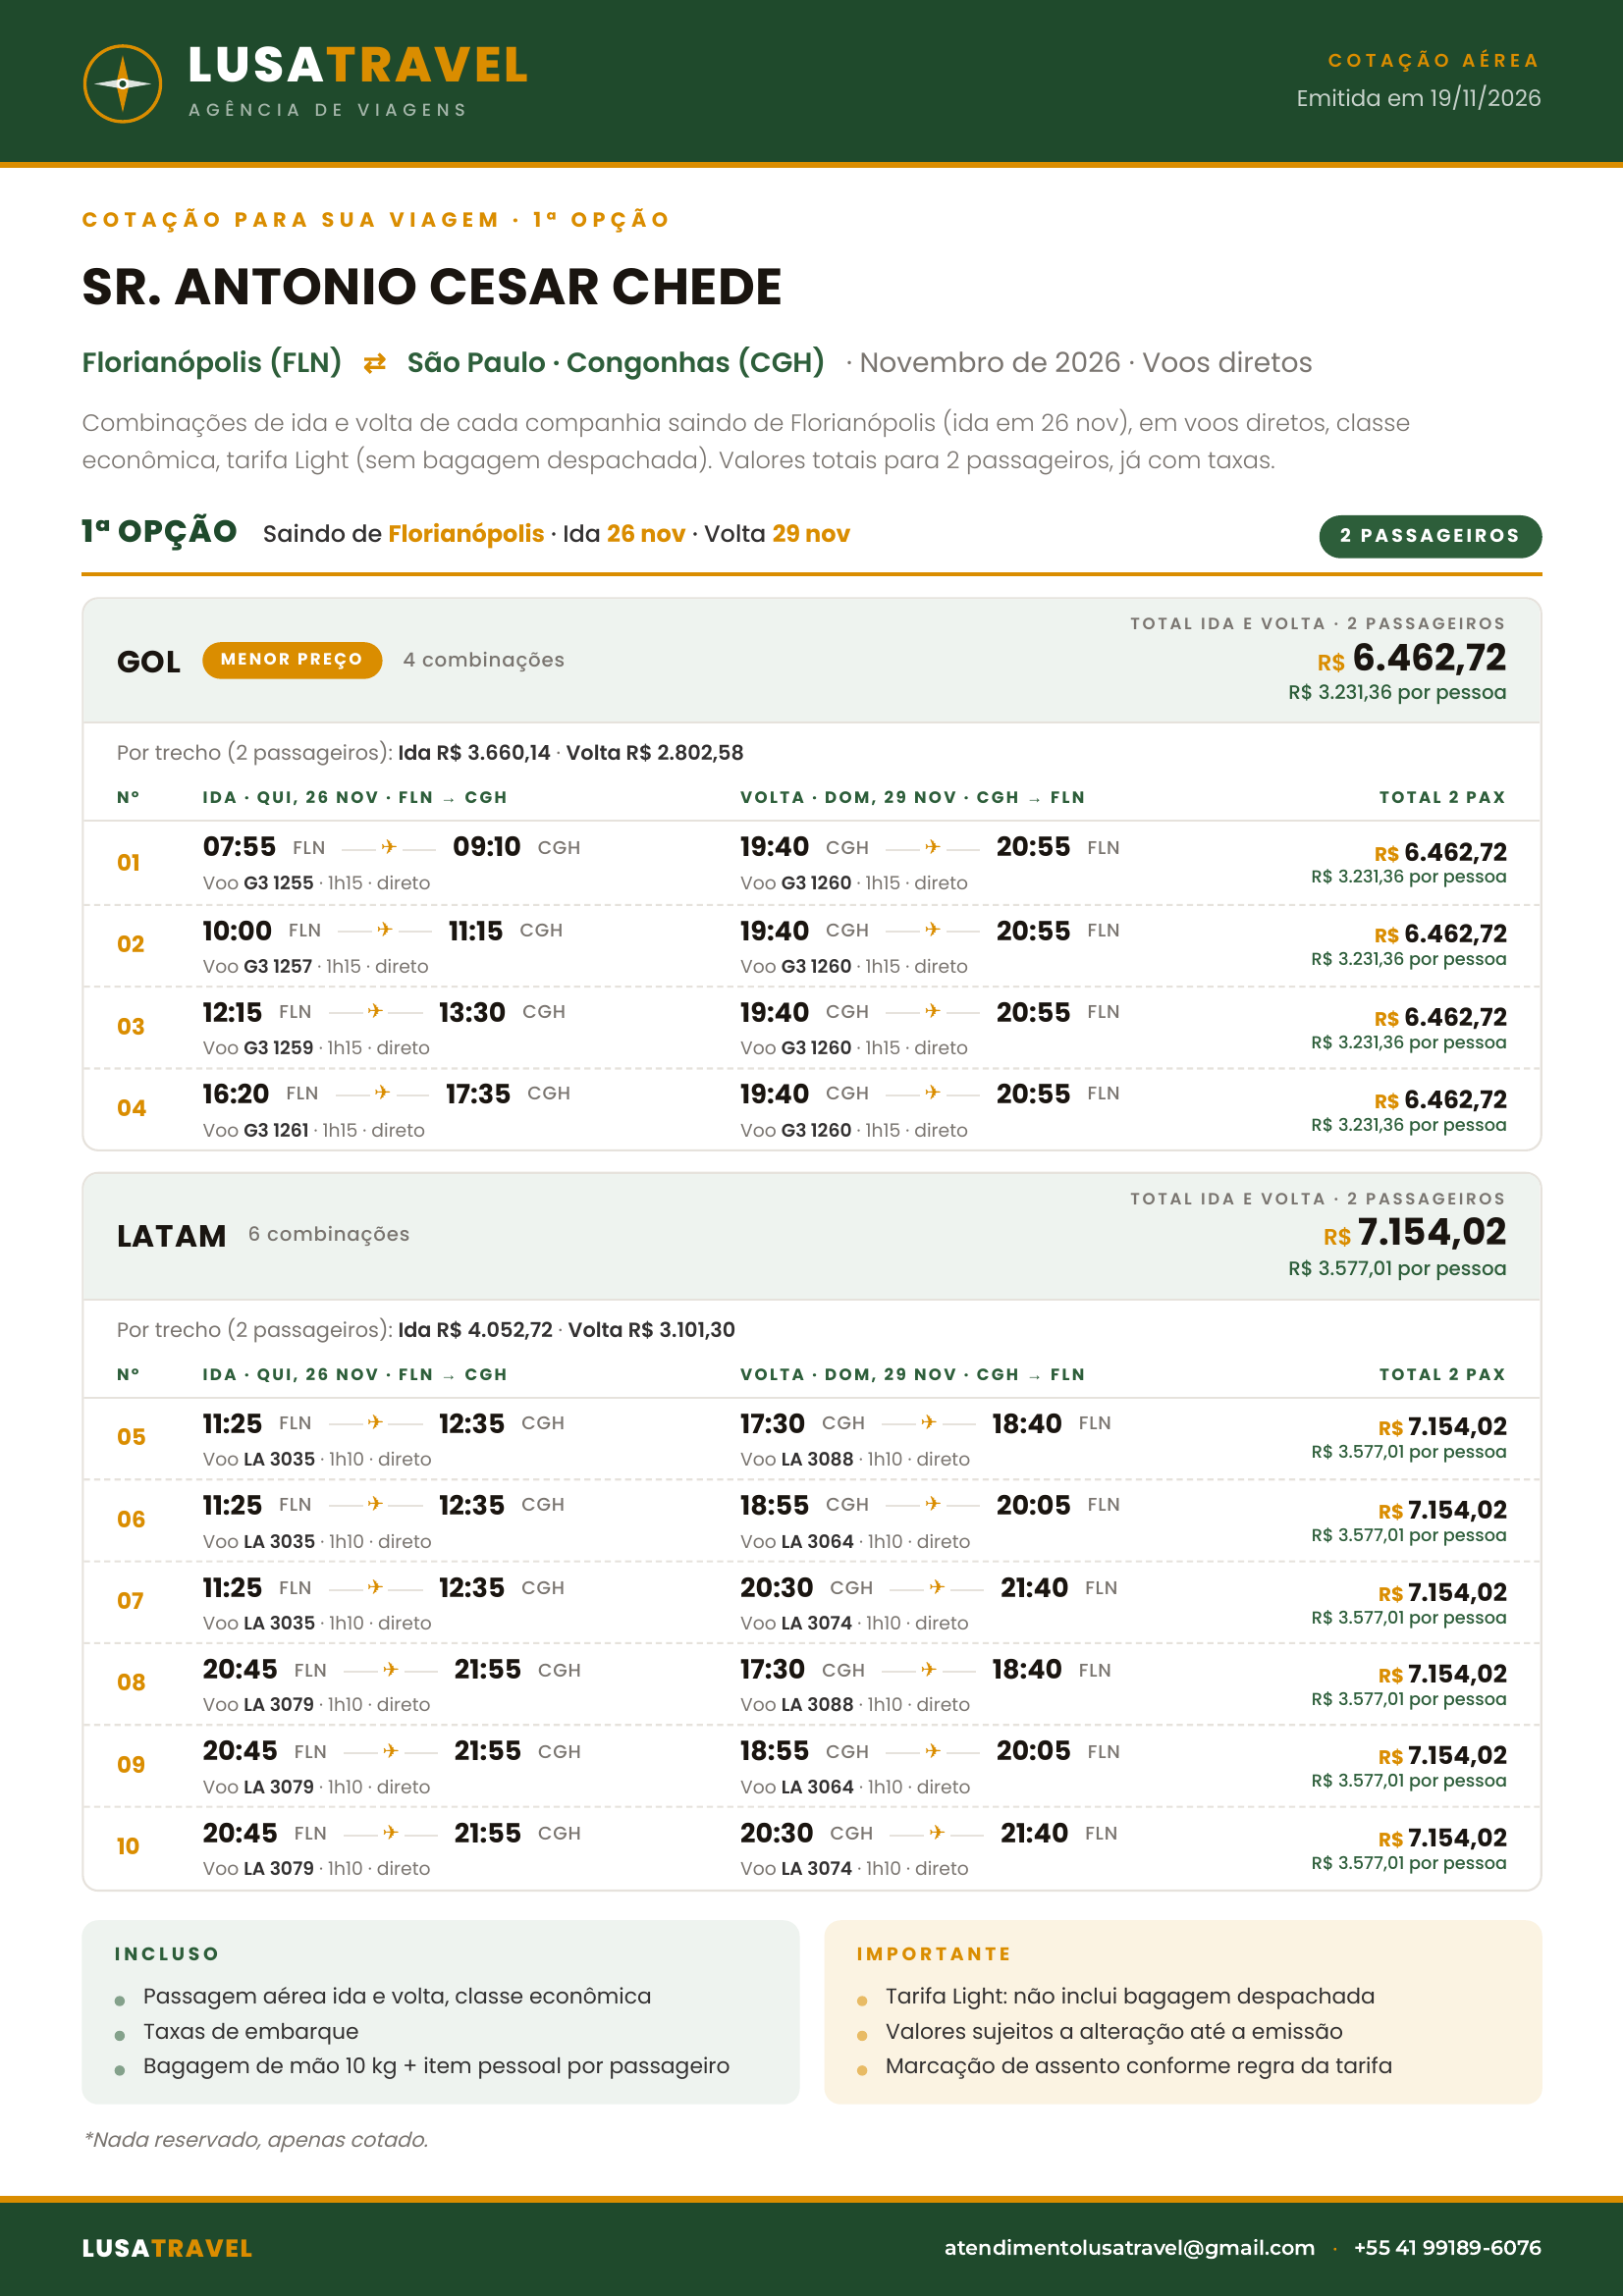 LUSATRAVEL
AGÊNCIA DE VIAGENS
COTAÇÃO AÉREA
Emitida em 19/11/2026
COTAÇÃO PARA SUA VIAGEM · 1ª OPÇÃO
SR. ANTONIO CESAR CHEDE
Florianópolis (FLN) ⇄ São Paulo · Congonhas (CGH) · Novembro de 2026 · Voos diretos
Combinações de ida e volta de cada companhia saindo de Florianópolis (ida em 26 nov), em voos diretos, classe
econômica, tarifa Light (sem bagagem despachada). Valores totais para 2 passageiros, já com taxas.
1ª OPÇÃO Saindo de Florianópolis · Ida 26 nov · Volta 29 nov
2 PASSAGEIROS
GOL MENOR PREÇO 4 combinações
TOTAL IDA E VOLTA · 2 PASSAGEIROS
R$ 6.462,72
R$ 3.231,36 por pessoa
Por trecho (2 passageiros): Ida R$ 3.660,14 · Volta R$ 2.802,58
Nº IDA · QUI, 26 NOV · FLN → CGH VOLTA · DOM, 29 NOV · CGH → FLN TOTAL 2 PAX
01 07:55 FLN ✈ 09:10 CGH 19:40 CGH ✈ 20:55 FLN R$ 6.462,72
Voo G3 1255 · 1h15 · direto Voo G3 1260 · 1h15 · direto R$ 3.231,36 por pessoa
02 10:00 FLN ✈ 11:15 CGH 19:40 CGH ✈ 20:55 FLN R$ 6.462,72
Voo G3 1257 · 1h15 · direto Voo G3 1260 · 1h15 · direto R$ 3.231,36 por pessoa
03 12:15 FLN ✈ 13:30 CGH 19:40 CGH ✈ 20:55 FLN R$ 6.462,72
Voo G3 1259 · 1h15 · direto Voo G3 1260 · 1h15 · direto R$ 3.231,36 por pessoa
04 16:20 FLN ✈ 17:35 CGH 19:40 CGH ✈ 20:55 FLN R$ 6.462,72
Voo G3 1261 · 1h15 · direto Voo G3 1260 · 1h15 · direto R$ 3.231,36 por pessoa
LATAM 6 combinações
TOTAL IDA E VOLTA · 2 PASSAGEIROS
R$ 7.154,02
R$ 3.577,01 por pessoa
Por trecho (2 passageiros): Ida R$ 4.052,72 · Volta R$ 3.101,30
Nº IDA · QUI, 26 NOV · FLN → CGH VOLTA · DOM, 29 NOV · CGH → FLN TOTAL 2 PAX
05 11:25 FLN ✈ 12:35 CGH 17:30 CGH ✈ 18:40 FLN R$ 7.154,02
Voo LA 3035 · 1h10 · direto Voo LA 3088 · 1h10 · direto R$ 3.577,01 por pessoa
06 11:25 FLN ✈ 12:35 CGH 18:55 CGH ✈ 20:05 FLN R$ 7.154,02
Voo LA 3035 · 1h10 · direto Voo LA 3064 · 1h10 · direto R$ 3.577,01 por pessoa
07 11:25 FLN ✈ 12:35 CGH 20:30 CGH ✈ 21:40 FLN R$ 7.154,02
Voo LA 3035 · 1h10 · direto Voo LA 3074 · 1h10 · direto R$ 3.577,01 por pessoa
08 20:45 FLN ✈ 21:55 CGH 17:30 CGH ✈ 18:40 FLN R$ 7.154,02
Voo LA 3079 · 1h10 · direto Voo LA 3088 · 1h10 · direto R$ 3.577,01 por pessoa
09 20:45 FLN ✈ 21:55 CGH 18:55 CGH ✈ 20:05 FLN R$ 7.154,02
Voo LA 3079 · 1h10 · direto Voo LA 3064 · 1h10 · direto R$ 3.577,01 por pessoa
10 20:45 FLN ✈ 21:55 CGH 20:30 CGH ✈ 21:40 FLN R$ 7.154,02
Voo LA 3079 · 1h10 · direto Voo LA 3074 · 1h10 · direto R$ 3.577,01 por pessoa
INCLUSO
Passagem aérea ida e volta, classe econômica
Taxas de embarque
Bagagem de mão 10 kg + item pessoal por passageiro
IMPORTANTE
Tarifa Light: não inclui bagagem despachada
Valores sujeitos a alteração até a emissão
Marcação de assento conforme regra da tarifa
*Nada reservado, apenas cotado.
LUSATRAVEL
atendimentolusatravel@gmail.com · +55 41 99189-6076